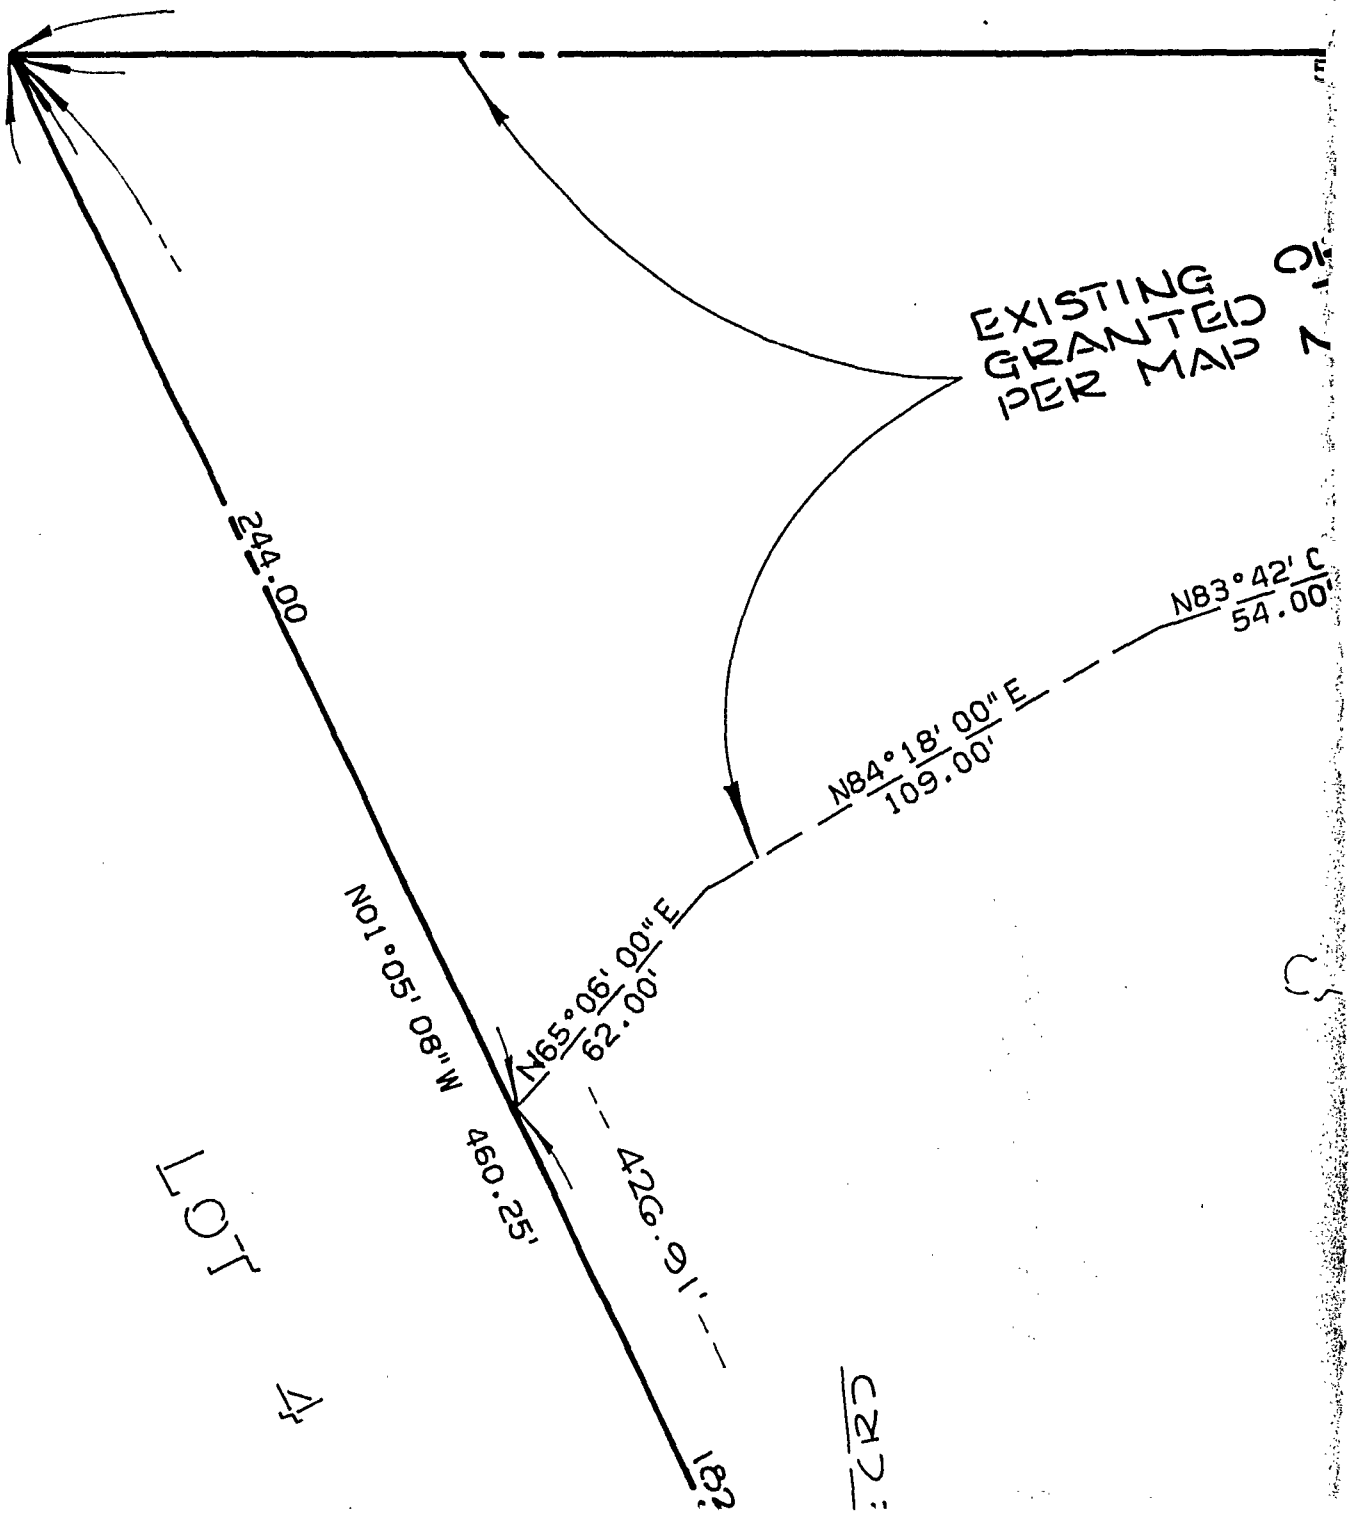 EXISTING
GRANTED
PER MAP
244.00
N83°42'
54.00'
N84°18'00"E
109.00'
N65°06'00"E
62.00'
N01°05'08"W 460.25'
426.91'
LOT 4
182